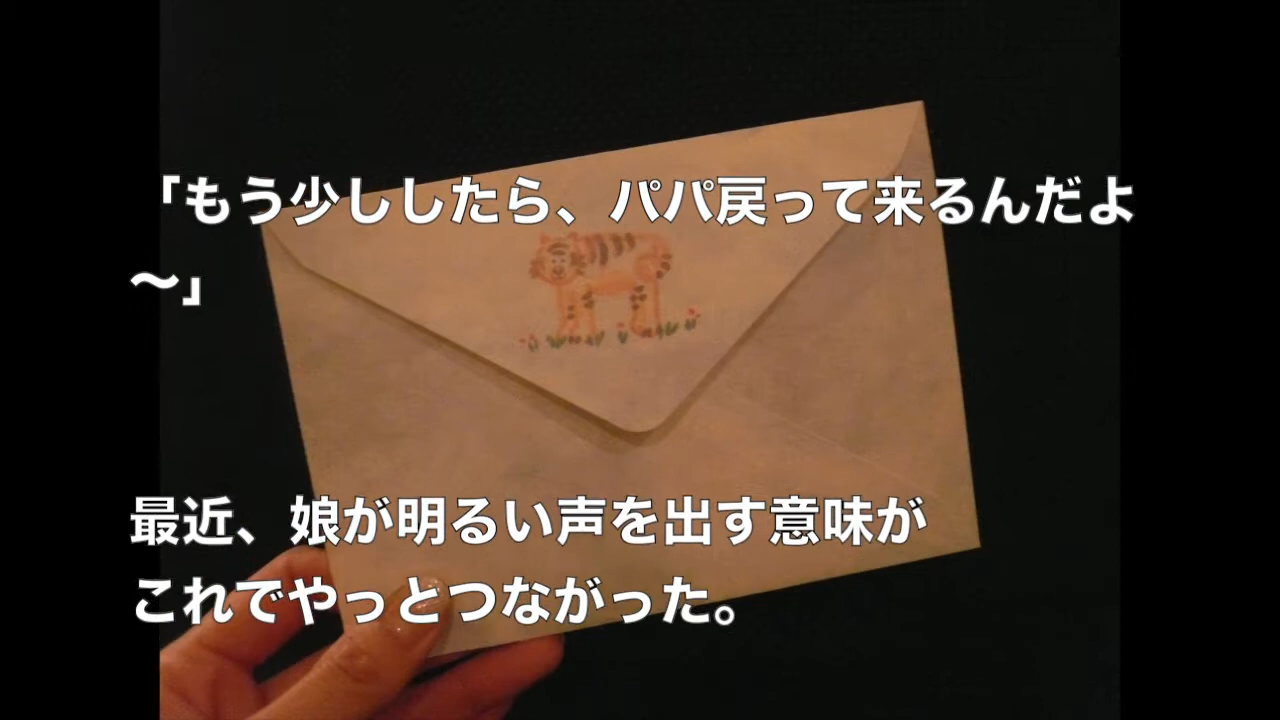 「もう少ししたら、パパ戻って来るんだよ
～」
最近、娘が明るい声を出す意味が
これでやっとつながった。